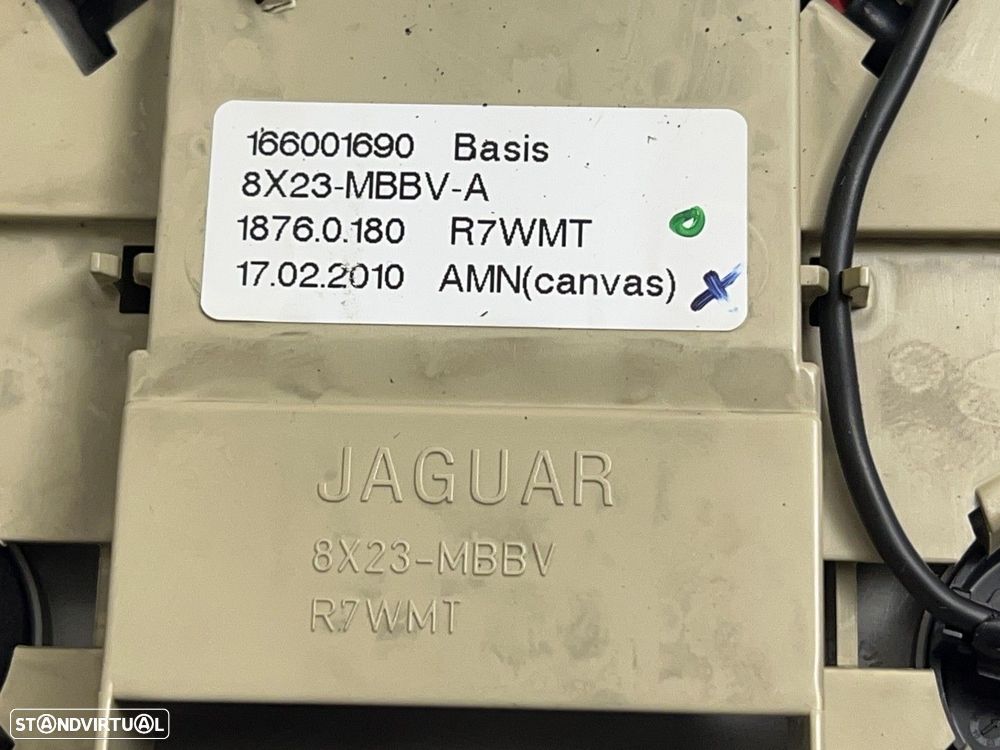 166001690 Basis
8X23-MBBV-A
1876.0.180 R7WMT
17.02.2010 AMN(canvas)
JAGUAR
8X23-MBBV
R7WMT
STANDVIRTUAL